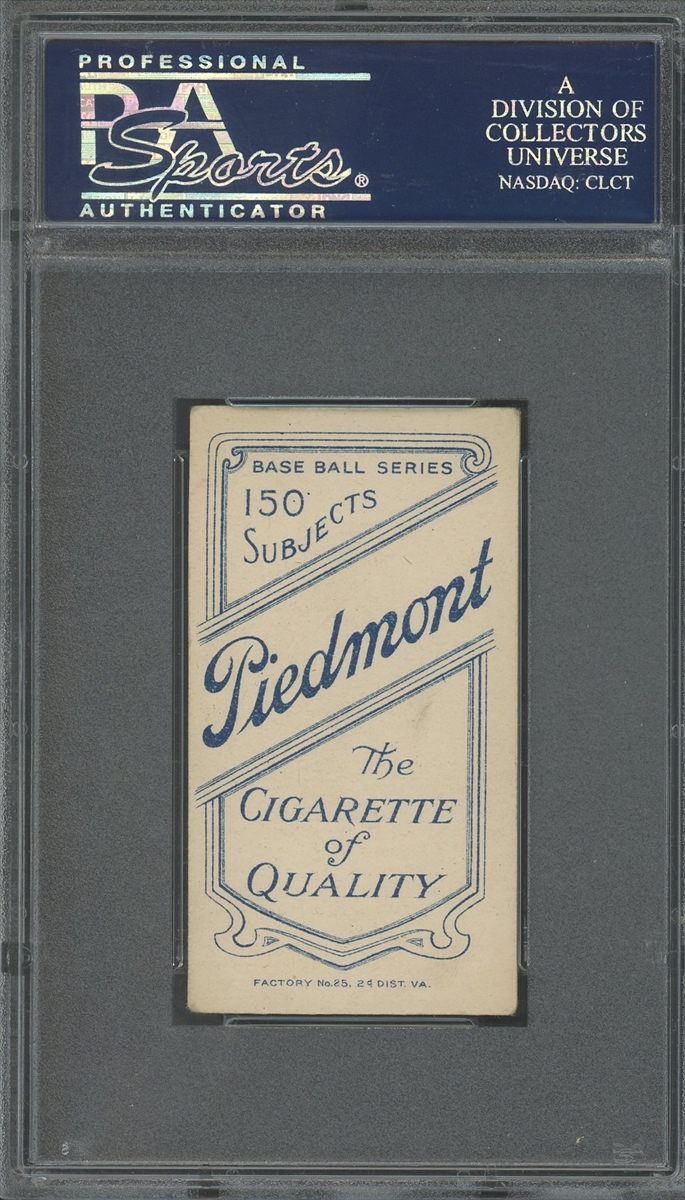 PROFESSIONAL
PSA
Sports®
AUTHENTICATOR
A
DIVISION OF
COLLECTORS
UNIVERSE
NASDAQ: CLCT
BASE BALL SERIES
150
SUBJECTS
Piedmont
The
CIGARETTE
of
QUALITY
FACTORY No. 25, 2d DIST. VA.